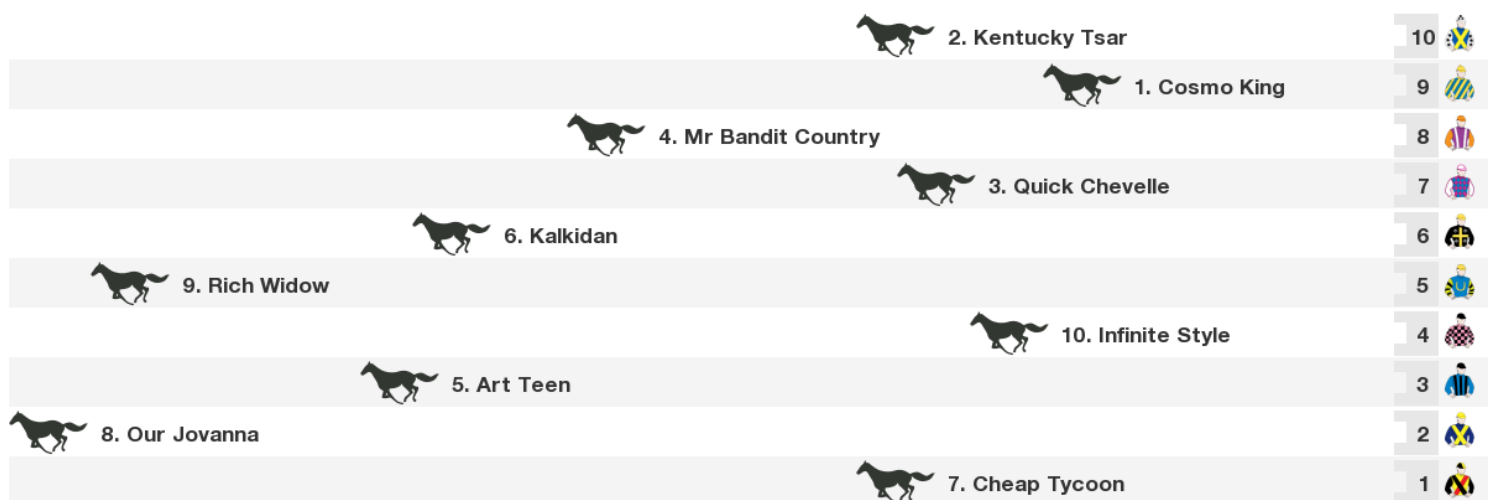 2. Kentucky Tsar 10
1. Cosmo King 9
4. Mr Bandit Country 8
3. Quick Chevelle 7
6. Kalkidan 6
9. Rich Widow 5
10. Infinite Style 4
5. Art Teen 3
8. Our Jovanna 2
7. Cheap Tycoon 1